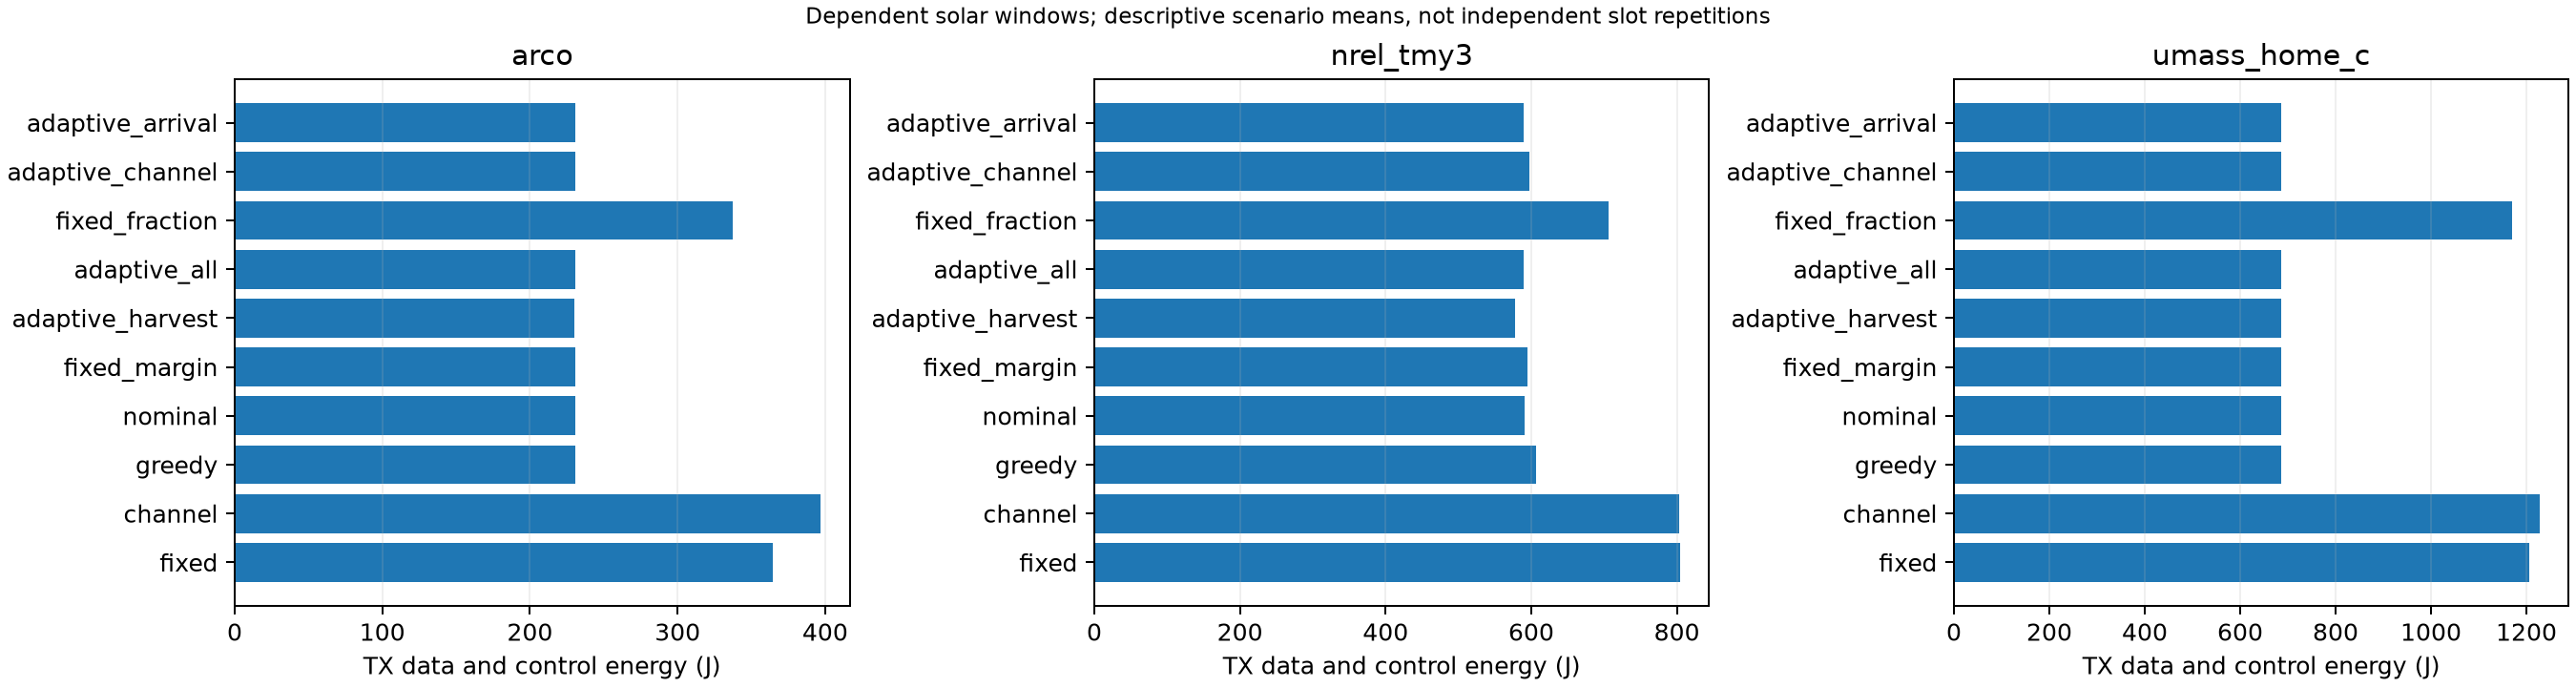 Dependent solar windows; descriptive scenario means, not independent slot repetitions
arco
adaptive_arrival
adaptive_channel
fixed_fraction
adaptive_all
adaptive_harvest
fixed_margin
nominal
greedy
channel
fixed
0 100 200 300 400
TX data and control energy (J)
nrel_tmy3
adaptive_arrival
adaptive_channel
fixed_fraction
adaptive_all
adaptive_harvest
fixed_margin
nominal
greedy
channel
fixed
0 200 400 600 800
TX data and control energy (J)
umass_home_c
adaptive_arrival
adaptive_channel
fixed_fraction
adaptive_all
adaptive_harvest
fixed_margin
nominal
greedy
channel
fixed
0 200 400 600 800 1000 1200
TX data and control energy (J)